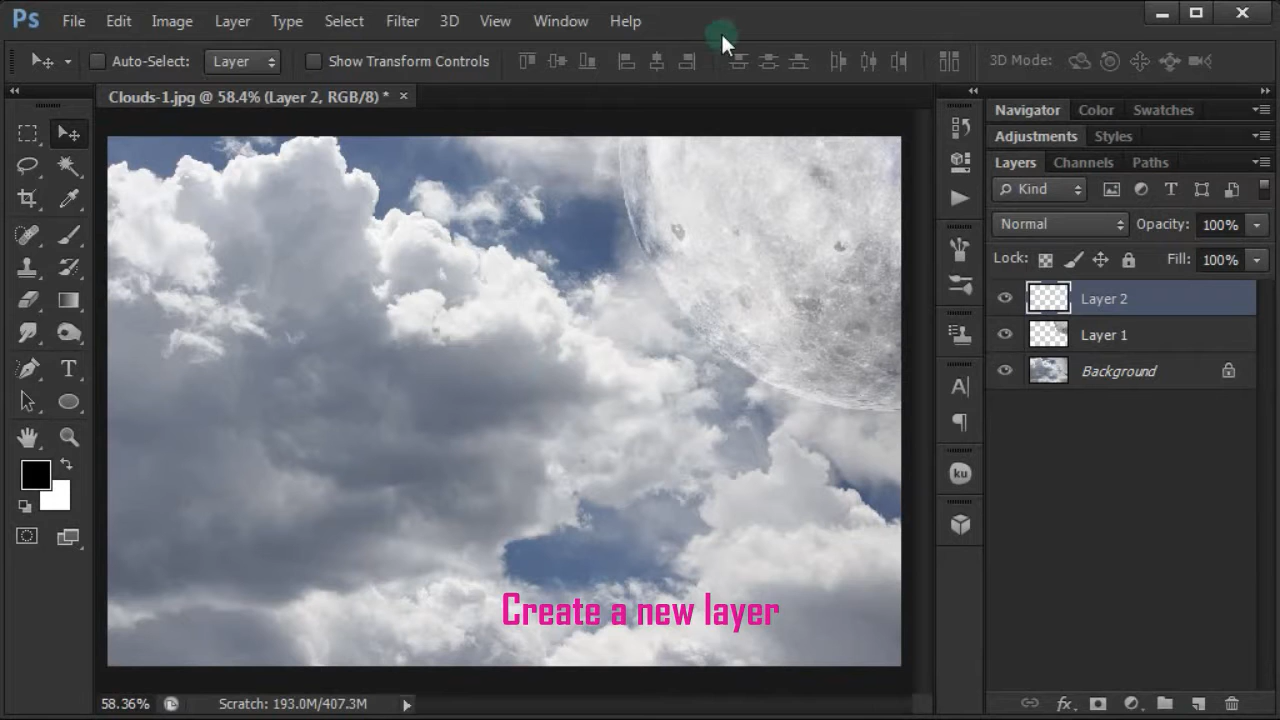 Ps File Edit Image Layer Type Select Filter 3D View Window Help
Auto-Select: Layer Show Transform Controls 3D Mode:
Clouds-1.jpg @ 58.4% (Layer 2, RGB/8) * ×
Navigator Color Swatches
Adjustments Styles
Layers Channels Paths
Kind
Normal Opacity: 100%
Lock: Fill: 100%
Layer 2
Layer 1
Background
ku
Create a new layer
58.36% Scratch: 193.0M/407.3M
fx